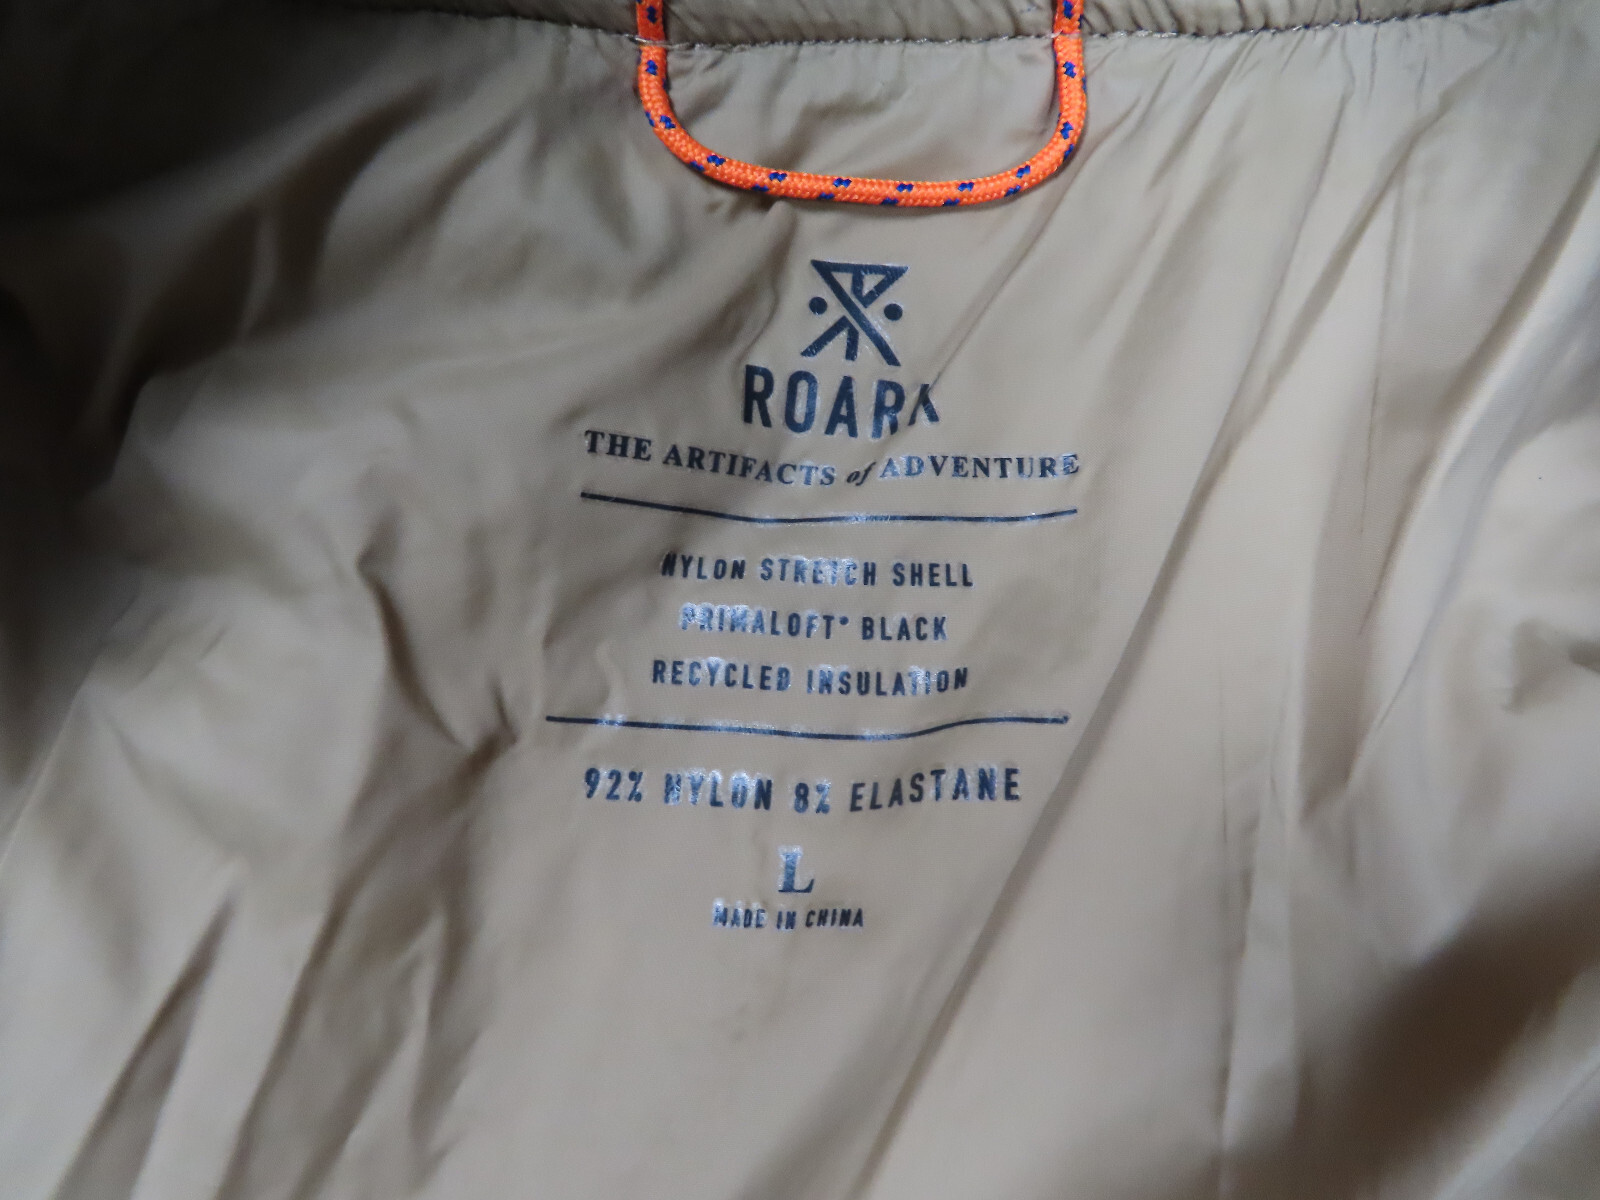 ROARK
THE ARTIFACTS of ADVENTURE
NYLON STRETCH SHELL
PRIMALOFT® BLACK
RECYCLED INSULATION
92% NYLON 8% ELASTANE
L
MADE IN CHINA